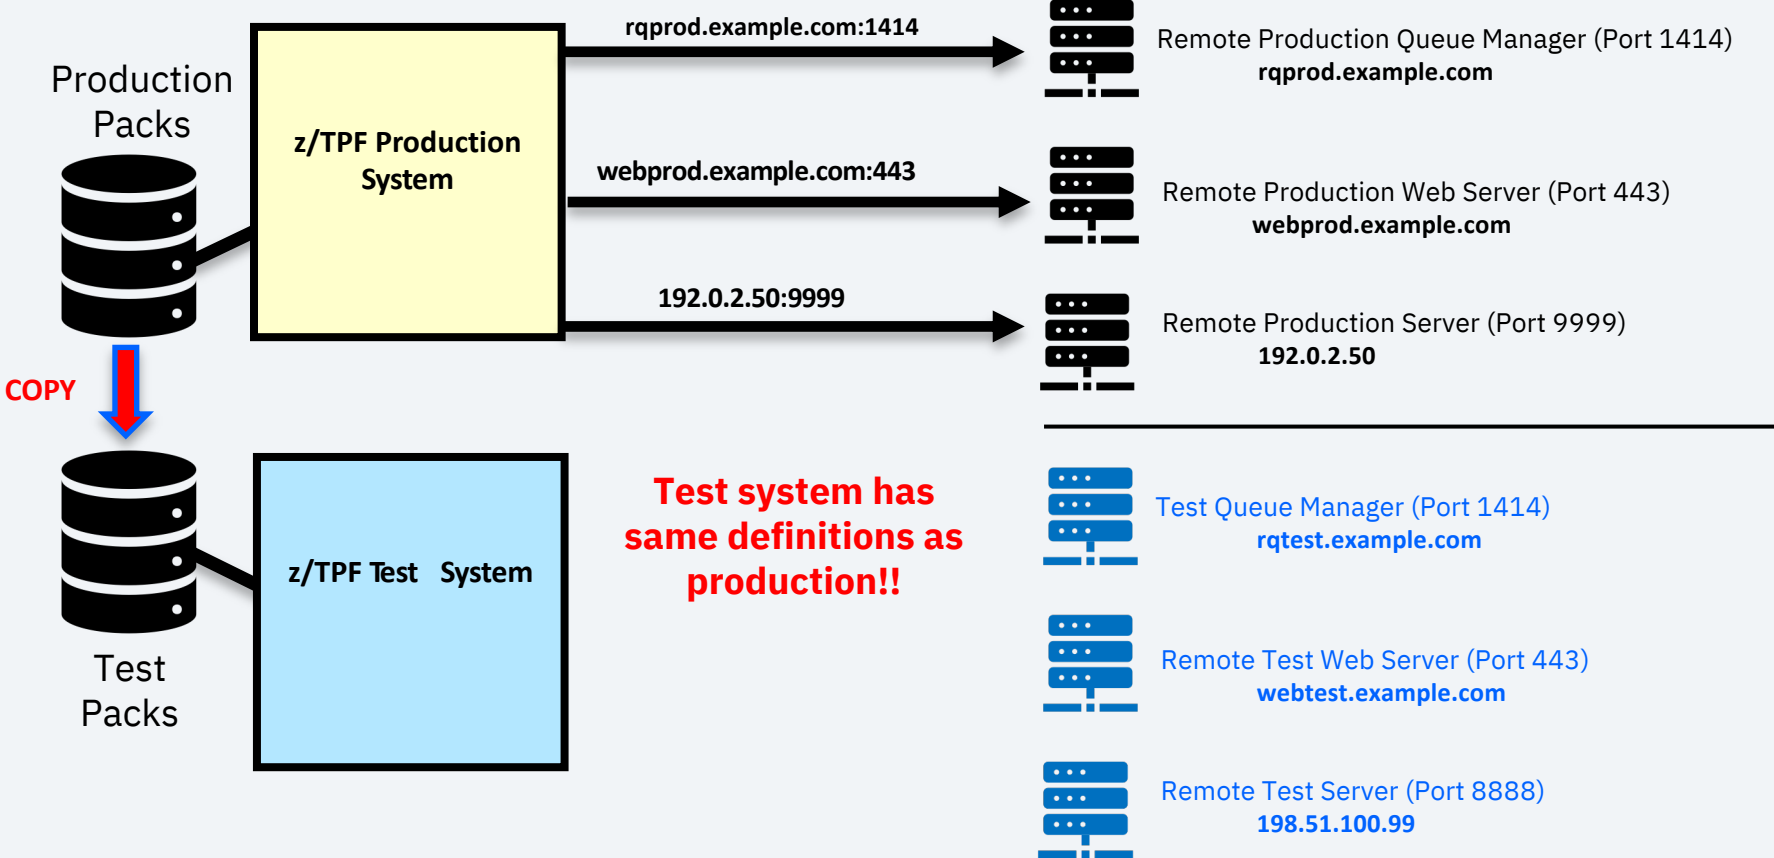 rqprod.example.com:1414
Remote Production Queue Manager (Port 1414)
rqprod.example.com
Production
Packs
z/TPF Production
System
webprod.example.com:443
Remote Production Web Server (Port 443)
webprod.example.com
192.0.2.50:9999
Remote Production Server (Port 9999)
192.0.2.50
COPY
Test system has
same definitions as
production!!
Test Queue Manager (Port 1414)
rqtest.example.com
z/TPF Test System
Test
Packs
Remote Test Web Server (Port 443)
webtest.example.com
Remote Test Server (Port 8888)
198.51.100.99